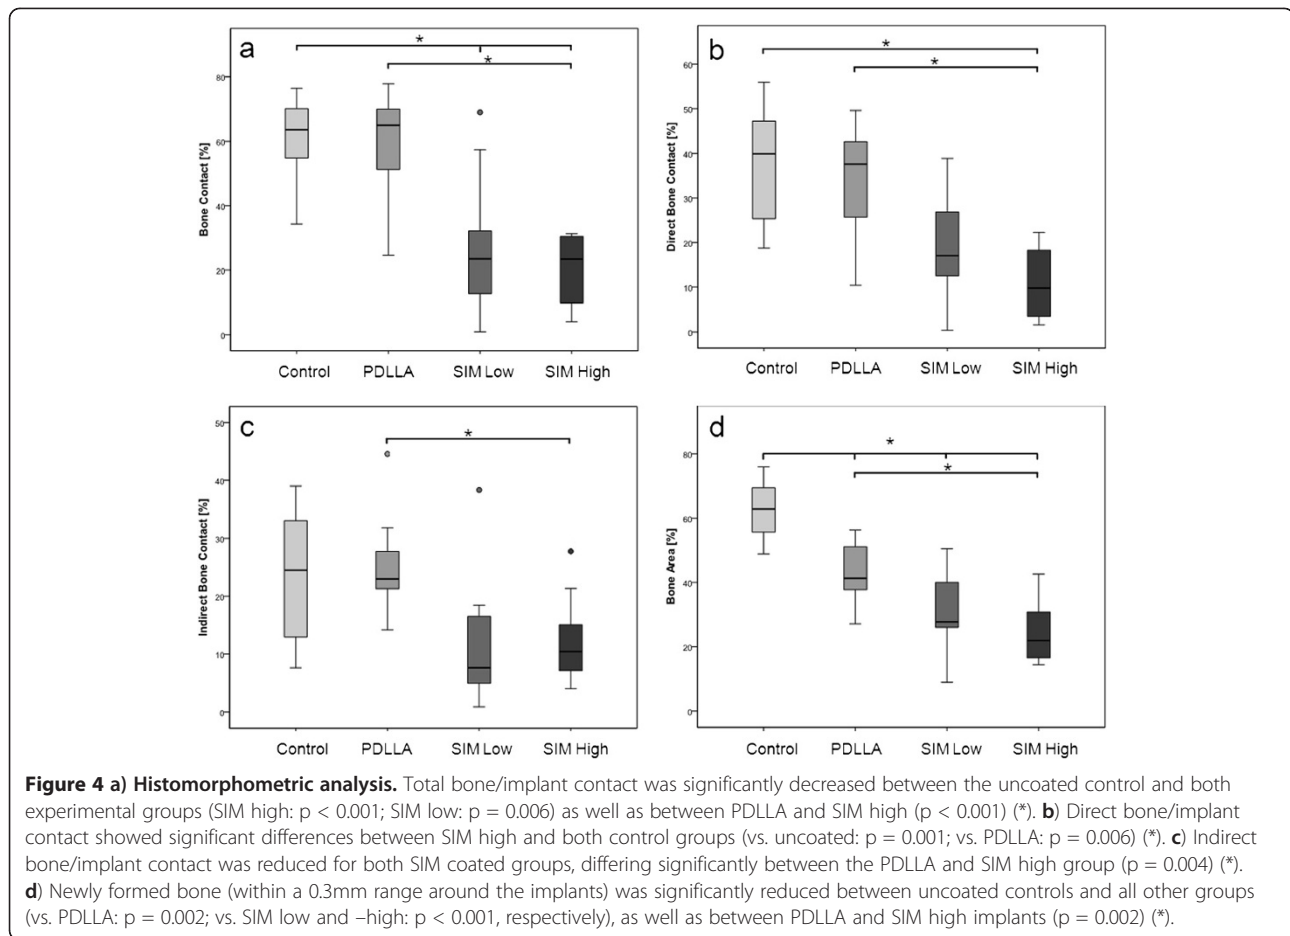 a
*
*
Bone Contact [%]
80
60
40
20
0
Control PDLLA SIM Low SIM High
b
*
*
Direct Bone Contact [%]
60
50
40
30
20
10
0
Control PDLLA SIM Low SIM High
c
*
Indirect Bone Contact [%]
50
40
30
20
10
0
Control PDLLA SIM Low SIM High
d
*
*
Bone Area [%]
80
60
40
20
0
Control PDLLA SIM Low SIM High
Figure 4 a) Histomorphometric analysis. Total bone/implant contact was significantly decreased between the uncoated control and both
experimental groups (SIM high: p < 0.001; SIM low: p = 0.006) as well as between PDLLA and SIM high (p < 0.001) (*). b) Direct bone/implant
contact showed significant differences between SIM high and both control groups (vs. uncoated: p = 0.001; vs. PDLLA: p = 0.006) (*). c) Indirect
bone/implant contact was reduced for both SIM coated groups, differing significantly between the PDLLA and SIM high group (p = 0.004) (*).
d) Newly formed bone (within a 0.3mm range around the implants) was significantly reduced between uncoated controls and all other groups
(vs. PDLLA: p = 0.002; vs. SIM low and –high: p < 0.001, respectively), as well as between PDLLA and SIM high implants (p = 0.002) (*).